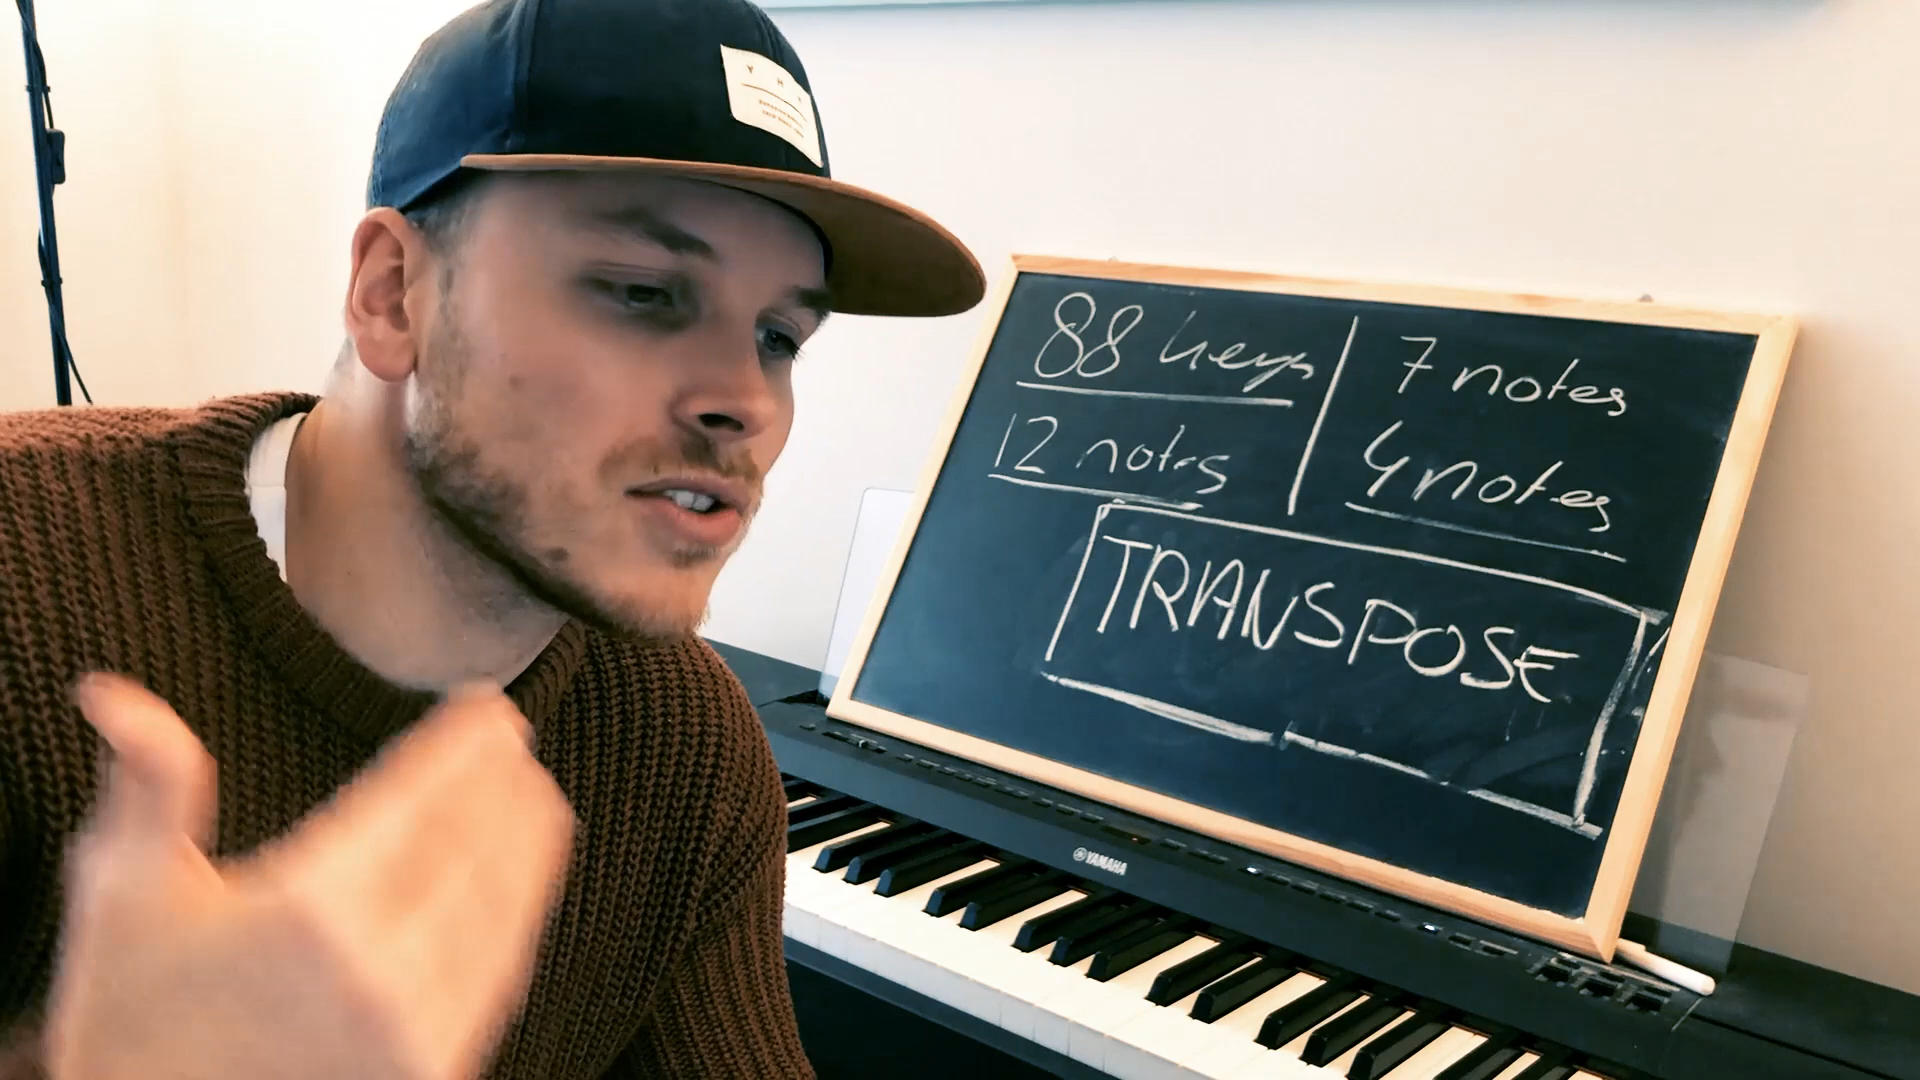 Y H R
88 keys
12 notes
7 notes
4 notes
TRANSPOSE
YAMAHA